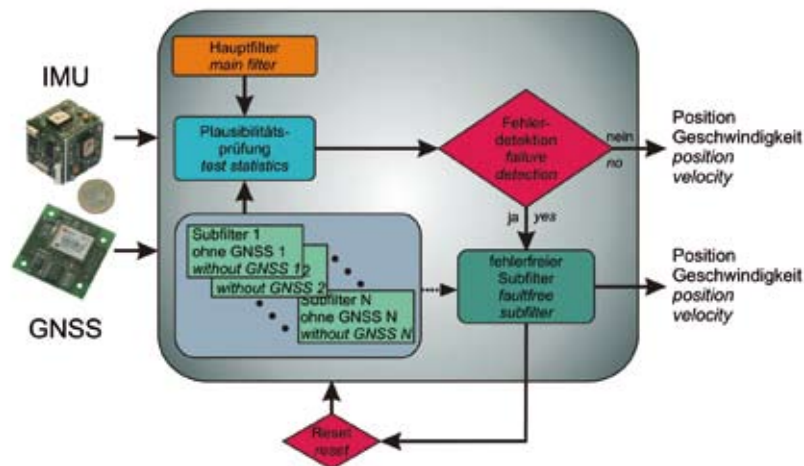 IMU
GNSS
Hauptfilter
main filter
Plausibilitäts-
prüfung
test statistics
Subfilter 1
ohne GNSS 1
without GNSS 1
2
without GNSS 2
Subfilter N
ohne GNSS N
without GNSS N
Fehler-
detektion
failure
detection
nein
no
ja yes
Position
Geschwindigkeit
position
velocity
fehlerfreier
Subfilter
faultfree
subfilter
Position
Geschwindigkeit
position
velocity
Reset
reset